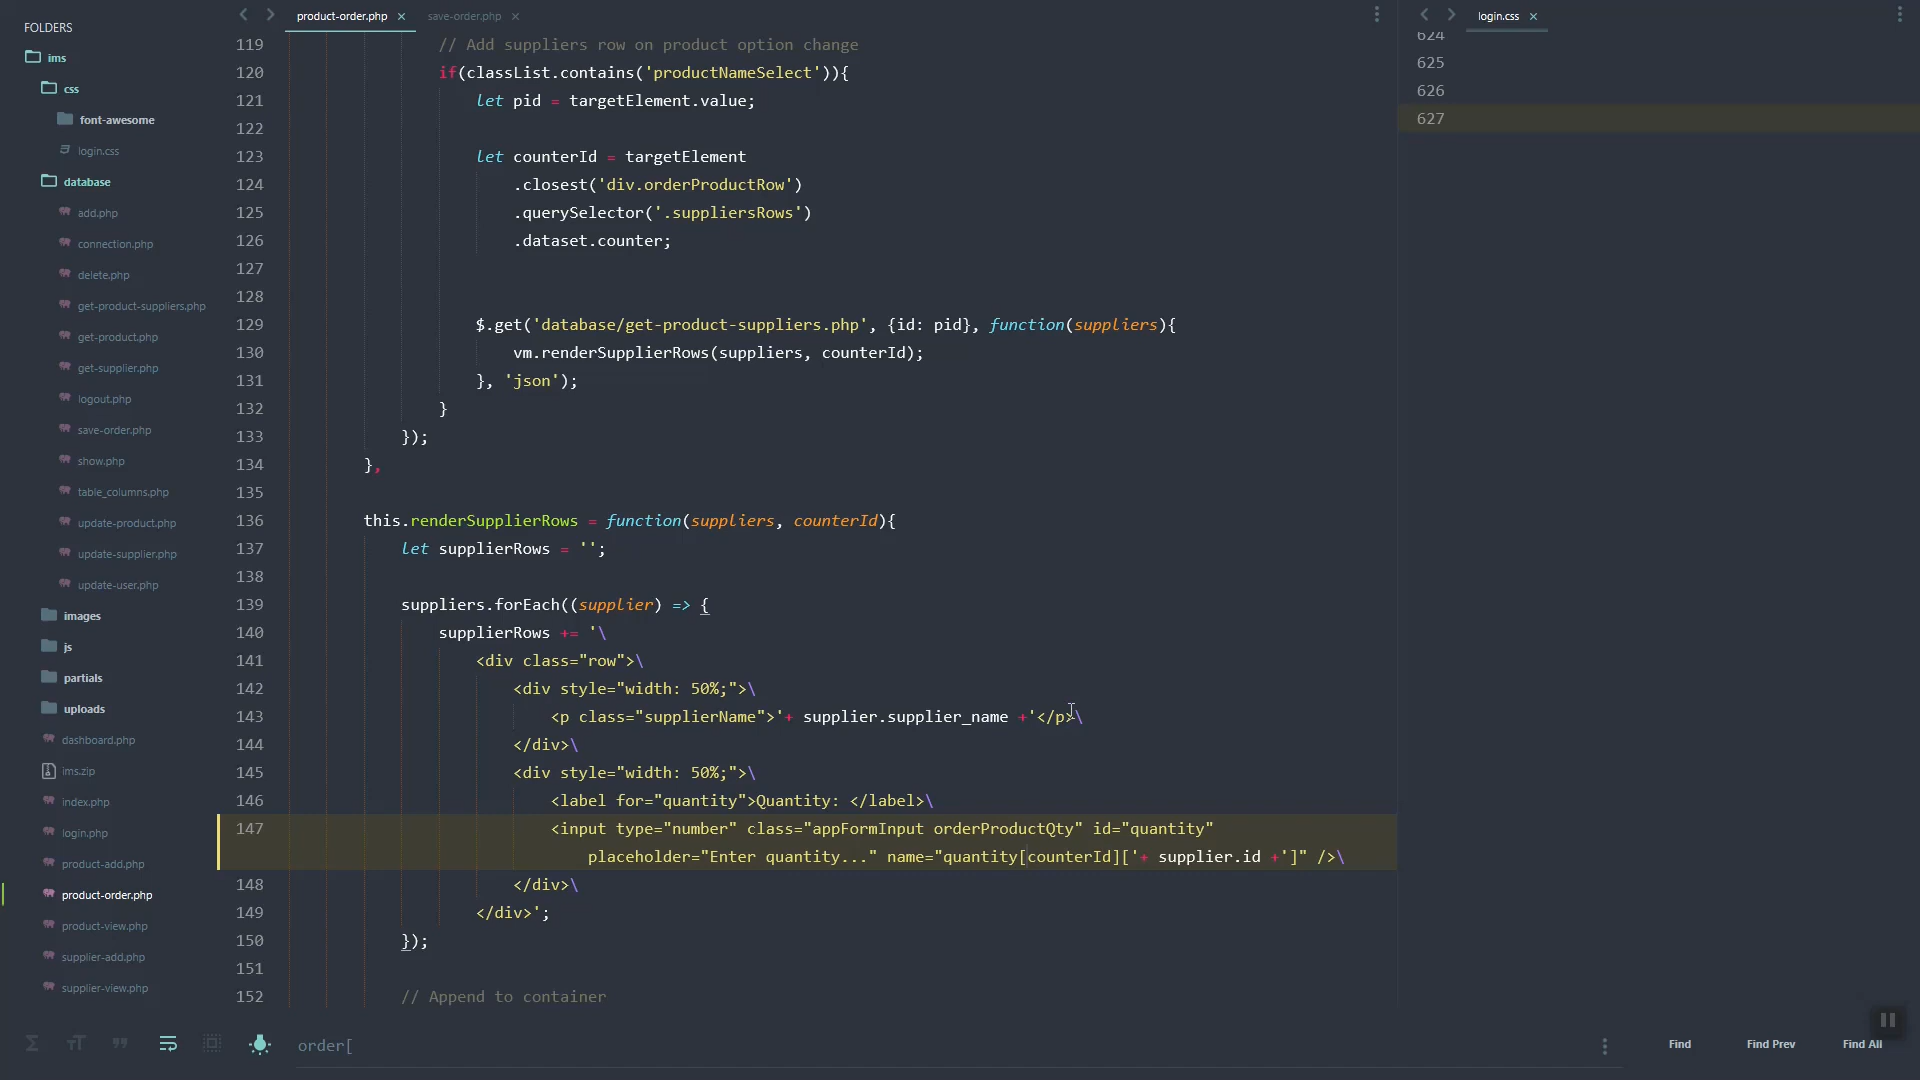 FOLDERS
ims
css
font-awesome
login.css
database
add.php
connection.php
delete.php
get-product-suppliers.php
get-product.php
get-supplier.php
logout.php
save-order.php
show.php
table_columns.php
update-product.php
update-supplier.php
update-user.php
images
js
partials
uploads
dashboard.php
ims.zip
index.php
login.php
product-add.php
product-order.php
product-view.php
supplier-add.php
supplier-view.php
product-order.php × save-order.php ×
119 // Add suppliers row on product option change
120 if(classList.contains('productNameSelect')){
121 let pid = targetElement.value;
122
123 let counterId = targetElement
124 .closest('div.orderProductRow')
125 .querySelector('.suppliersRows')
126 .dataset.counter;
127
128
129 $.get('database/get-product-suppliers.php', {id: pid}, function(suppliers){
130 vm.renderSupplierRows(suppliers, counterId);
131 }, 'json');
132 }
133 });
134 },
135
136 this.renderSupplierRows = function(suppliers, counterId){
137 let supplierRows = '';
138
139 suppliers.forEach((supplier) => {
140 supplierRows += '\
141 <div class="row">\
142 <div style="width: 50%;">\
143 <p class="supplierName">'+ supplier.supplier_name +'</p>\
144 </div>\
145 <div style="width: 50%;">\
146 <label for="quantity">Quantity: </label>\
147 <input type="number" class="appFormInput orderProductQty" id="quantity"
placeholder="Enter quantity..." name="quantity[counterId]['+ supplier.id +']" />\
148 </div>\
149 </div>';
150 });
151
152 // Append to container
login.css ×
624
625
626
627
order[
Find Find Prev Find All